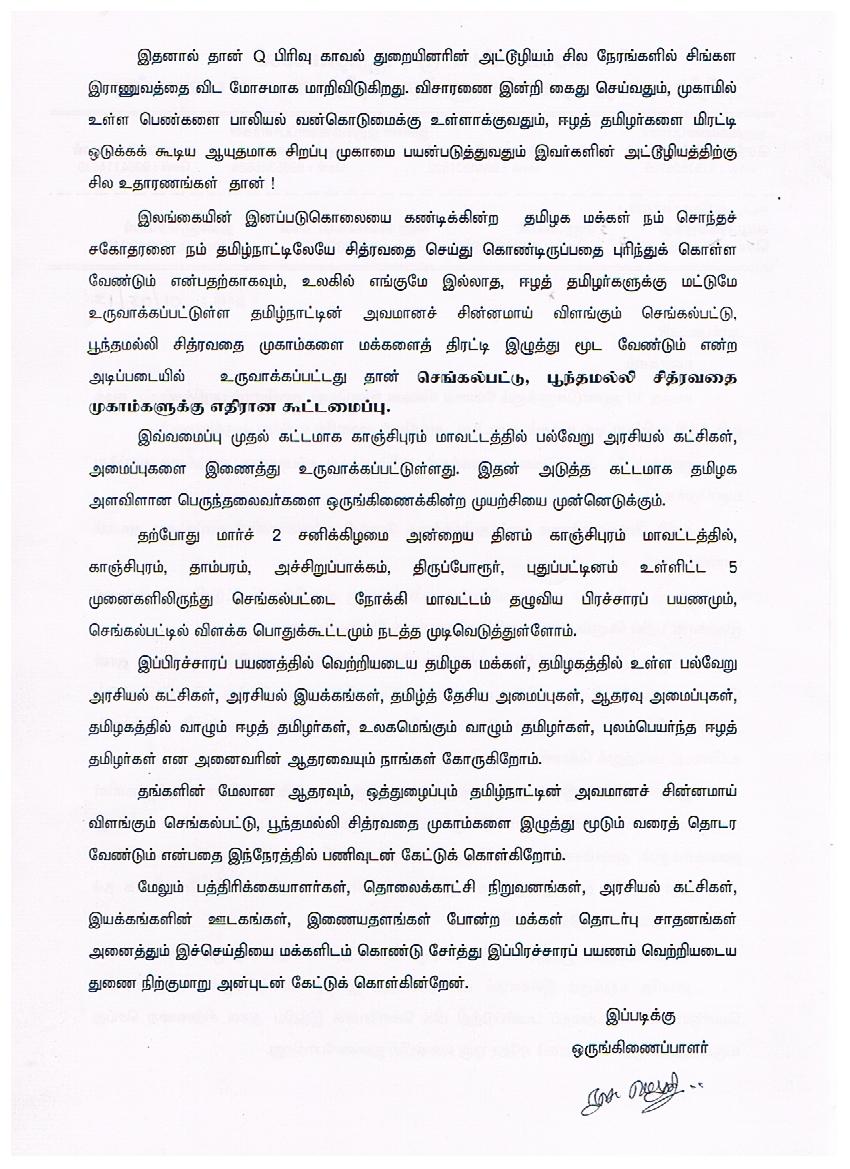 இதனால் தான் Q பிரிவு காவல் துறையினரின் அட்டூழியம் சில நேரங்களில் சிங்கள
இராணுவத்தை விட மோசமாக மாறிவிடுகிறது. விசாரணை இன்றி கைது செய்வதும், முகாமில்
உள்ள பெண்களை பாலியல் வன்கொடுமைக்கு உள்ளாக்குவதும், ஈழத் தமிழர்களை மிரட்டி
ஒடுக்கக் கூடிய ஆயுதமாக சிறப்பு முகாமை பயன்படுத்துவதும் இவர்களின் அட்டூழியத்திற்கு
சில உதாரணங்கள் தான் !
இலங்கையின் இனப்படுகொலையை கண்டிக்கின்ற தமிழக மக்கள் நம் சொந்தச்
சகோதரனை நம் தமிழ்நாட்டிலேயே சித்ரவதை செய்து கொண்டிருப்பதை புரிந்துக் கொள்ள
வேண்டும் என்பதற்காகவும், உலகில் எங்குமே இல்லாத, ஈழத் தமிழர்களுக்கு மட்டுமே
உருவாக்கப்பட்டுள்ள தமிழ்நாட்டின் அவமானச் சின்னமாய் விளங்கும் செங்கல்பட்டு,
பூந்தமல்லி சித்ரவதை முகாம்களை மக்களைத் திரட்டி இழுத்து மூட வேண்டும் என்ற
அடிப்படையில் உருவாக்கப்பட்டது தான் செங்கல்பட்டு, பூந்தமல்லி சித்ரவதை
முகாம்களுக்கு எதிரான கூட்டமைப்பு.
இவ்வமைப்பு முதல் கட்டமாக காஞ்சிபுரம் மாவட்டத்தில் பல்வேறு அரசியல் கட்சிகள்,
அமைப்புகளை இணைத்து உருவாக்கப்பட்டுள்ளது. இதன் அடுத்த கட்டமாக தமிழக
அளவிளான பெருந்தலைவர்களை ஒருங்கிணைக்கின்ற முயற்சியை முன்னெடுக்கும்.
தற்போது மார்ச் 2 சனிக்கிழமை அன்றைய தினம் காஞ்சிபுரம் மாவட்டத்தில்,
காஞ்சிபுரம், தாம்பரம், அச்சிறுப்பாக்கம், திருப்போரூர், புதுப்பட்டினம் உள்ளிட்ட 5
முனைகளிலிருந்து செங்கல்பட்டை நோக்கி மாவட்டம் தழுவிய பிரச்சாரப் பயணமும்,
செங்கல்பட்டில் விளக்க பொதுக்கூட்டமும் நடத்த முடிவெடுத்துள்ளோம்.
இப்பிரச்சாரப் பயணத்தில் வெற்றியடைய தமிழக மக்கள், தமிழகத்தில் உள்ள பல்வேறு
அரசியல் கட்சிகள், அரசியல் இயக்கங்கள், தமிழ்த் தேசிய அமைப்புகள், ஆதரவு அமைப்புகள்,
தமிழகத்தில் வாழும் ஈழத் தமிழர்கள், உலகமெங்கும் வாழும் தமிழர்கள், புலம்பெயர்ந்த ஈழத்
தமிழர்கள் என அனைவரின் ஆதரவையும் நாங்கள் கோருகிறோம்.
தங்களின் மேலான ஆதரவும், ஒத்துழைப்பும் தமிழ்நாட்டின் அவமானச் சின்னமாய்
விளங்கும் செங்கல்பட்டு, பூந்தமல்லி சித்ரவதை முகாம்களை இழுத்து மூடும் வரைத் தொடர
வேண்டும் என்பதை இந்நேரத்தில் பணிவுடன் கேட்டுக் கொள்கிறோம்.
மேலும் பத்திரிக்கையாளர்கள், தொலைக்காட்சி நிறுவனங்கள், அரசியல் கட்சிகள்,
இயக்கங்களின் ஊடகங்கள், இணையதளங்கள் போன்ற மக்கள் தொடர்பு சாதனங்கள்
அனைத்தும் இச்செய்தியை மக்களிடம் கொண்டு சேர்த்து இப்பிரச்சாரப் பயணம் வெற்றியடைய
துணை நிற்குமாறு அன்புடன் கேட்டுக் கொள்கின்றேன்.
இப்படிக்கு
ஒருங்கிணைப்பாளர்